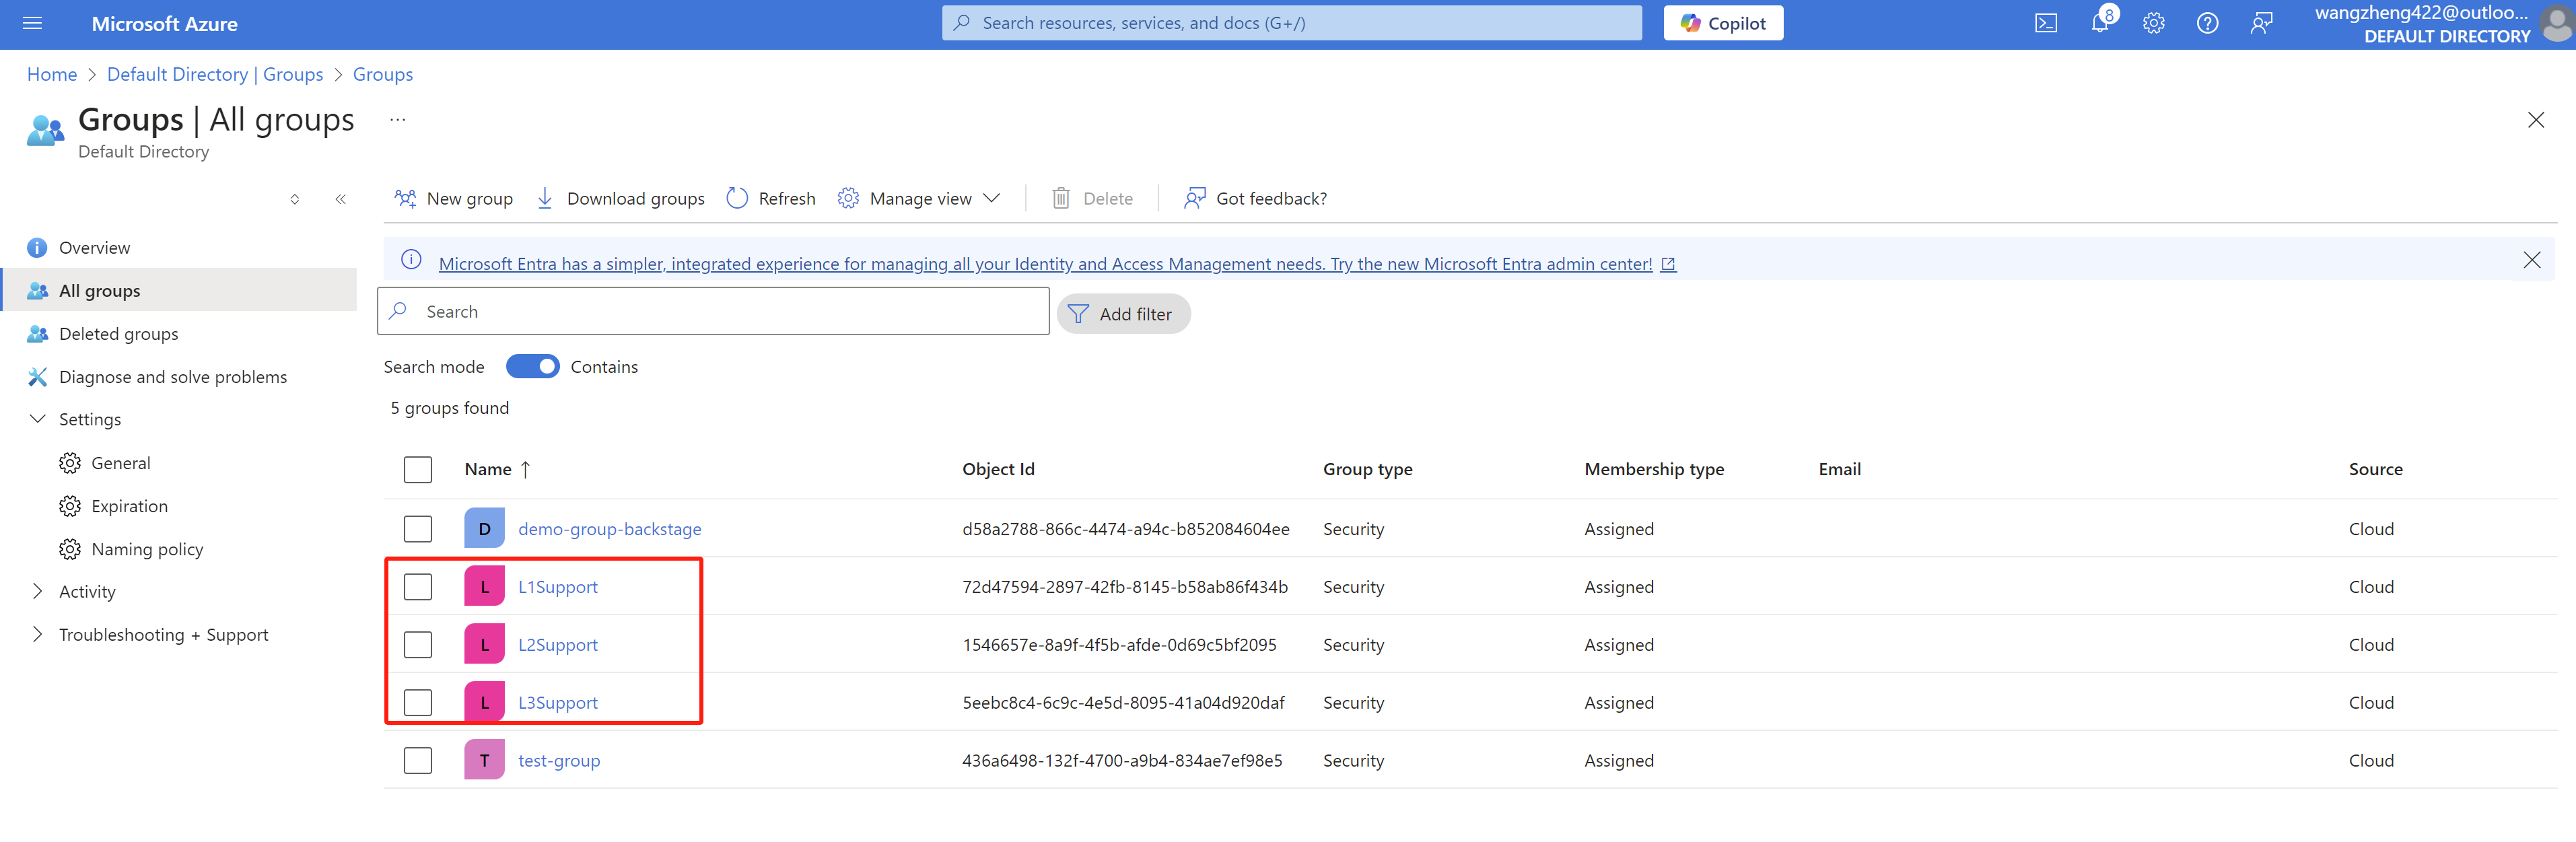 Microsoft Azure
Search resources, services, and docs (G+/)
Copilot
8
wangzheng422@outloo...
DEFAULT DIRECTORY
Home > Default Directory | Groups > Groups
Groups | All groups ...
Default Directory
New group
Download groups
Refresh
Manage view
Delete
Got feedback?
Overview
All groups
Deleted groups
Diagnose and solve problems
Settings
General
Expiration
Naming policy
Activity
Troubleshooting + Support
Microsoft Entra has a simpler, integrated experience for managing all your Identity and Access Management needs. Try the new Microsoft Entra admin center!
Search
Add filter
Search mode Contains
5 groups found
Name ↑ Object Id Group type Membership type Email Source
D demo-group-backstage d58a2788-866c-4474-a94c-b852084604ee Security Assigned Cloud
L L1Support 72d47594-2897-42fb-8145-b58ab86f434b Security Assigned Cloud
L L2Support 1546657e-8a9f-4f5b-afde-0d69c5bf2095 Security Assigned Cloud
L L3Support 5eebc8c4-6c9c-4e5d-8095-41a04d920daf Security Assigned Cloud
T test-group 436a6498-132f-4700-a9b4-834ae7ef98e5 Security Assigned Cloud